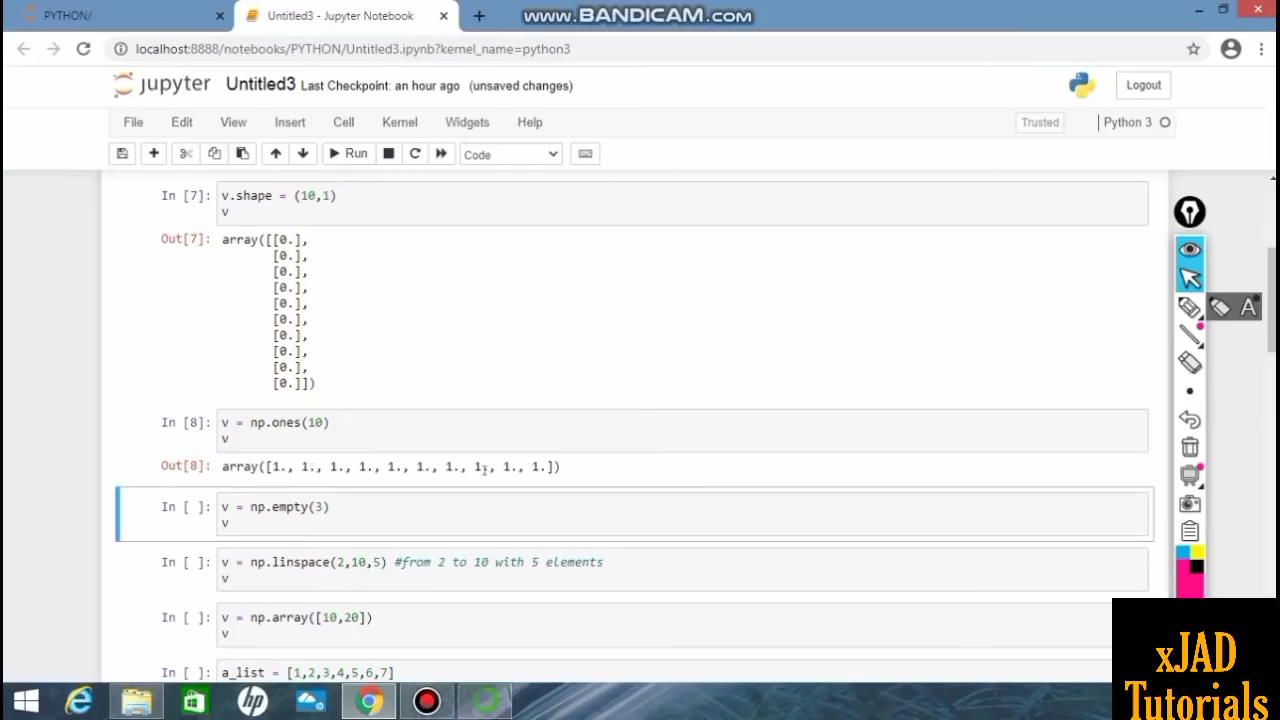 PYTHON/
Untitled3 - Jupyter Notebook
www.BANDICAM.com
localhost:8888/notebooks/PYTHON/Untitled3.ipynb?kernel_name=python3
jupyter Untitled3 Last Checkpoint: an hour ago (unsaved changes)
Logout
File Edit View Insert Cell Kernel Widgets Help
Trusted
Python 3
Run
Code
In [7]: v.shape = (10,1)
v
Out[7]: array([[0.],
[0.],
[0.],
[0.],
[0.],
[0.],
[0.],
[0.],
[0.],
[0.]])
In [8]: v = np.ones(10)
v
Out[8]: array([1., 1., 1., 1., 1., 1., 1., 1., 1., 1.])
In [ ]: v = np.empty(3)
v
In [ ]: v = np.linspace(2,10,5) #from 2 to 10 with 5 elements
v
In [ ]: v = np.array([10,20])
v
In [ ]: a_list = [1,2,3,4,5,6,7]
A
hp
xJAD
Tutorials